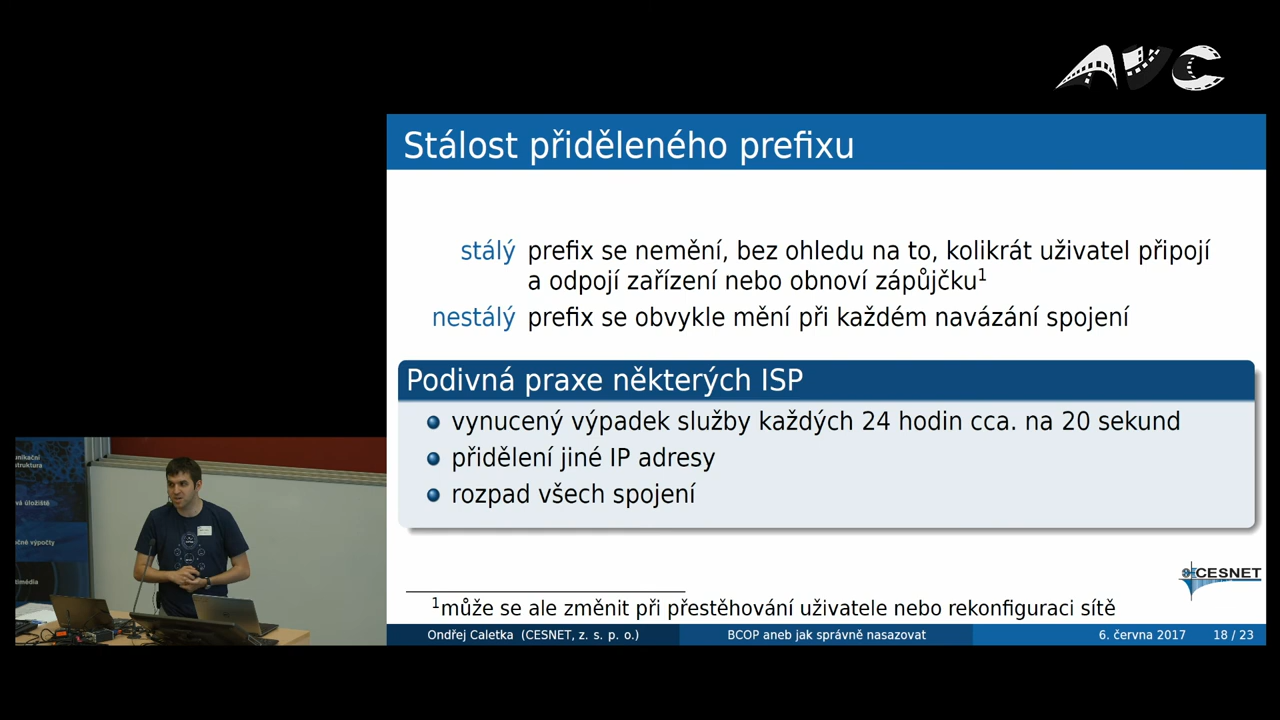 AVC
Stálost přiděleného prefixu
stálý prefix se nemění, bez ohledu na to, kolikrát uživatel připojí
a odpojí zařízení nebo obnoví zápůjčku1
nestálý prefix se obvykle mění při každém navázání spojení
Podivná praxe některých ISP
vynucený výpadek služby každých 24 hodin cca. na 20 sekund
přidělení jiné IP adresy
rozpad všech spojení
CESNET
1může se ale změnit při přestěhování uživatele nebo rekonfiguraci sítě
Ondřej Caletka (CESNET, z. s. p. o.) BCOP aneb jak správně nasazovat 6. června 2017 18 / 23